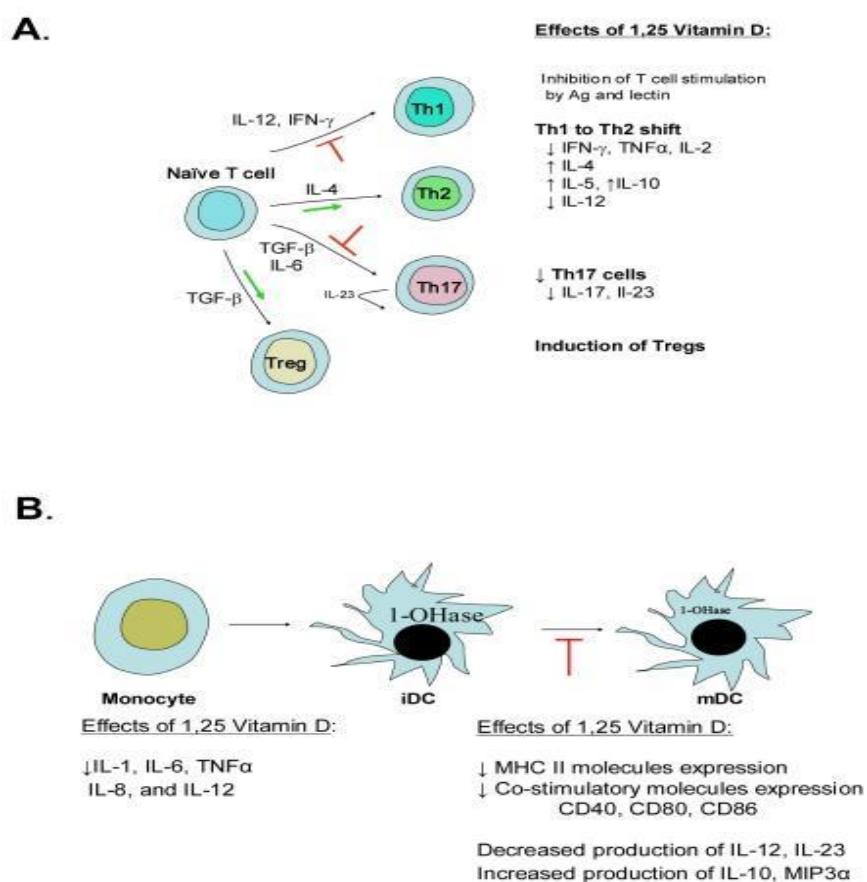 A.
Effects of 1,25 Vitamin D:
Inhibition of T cell stimulation
by Ag and lectin
Th1 to Th2 shift
↓ IFN-γ, TNFα, IL-2
↑ IL-4
↑ IL-5, ↑IL-10
↓ IL-12
↓ Th17 cells
↓ IL-17, Il-23
Induction of Tregs
Naïve T cell
IL-12, IFN-γ
Th1
IL-4
Th2
TGF-β
IL-6
IL-23
Th17
TGF-β
Treg
B.
1-OHase
1-OHase
Monocyte
iDC
mDC
Effects of 1,25 Vitamin D:
↓IL-1, IL-6, TNFα
IL-8, and IL-12
Effects of 1,25 Vitamin D:
↓ MHC II molecules expression
↓ Co-stimulatory molecules expression
CD40, CD80, CD86
Decreased production of IL-12, IL-23
Increased production of IL-10, MIP3α